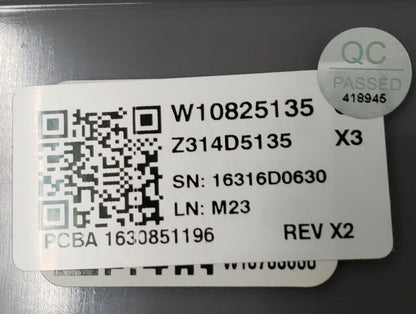 QC
PASSED
418945
W10825135
Z314D5135 X3
SN: 16316D0630
LN: M23
PCBA 1630851196 REV X2